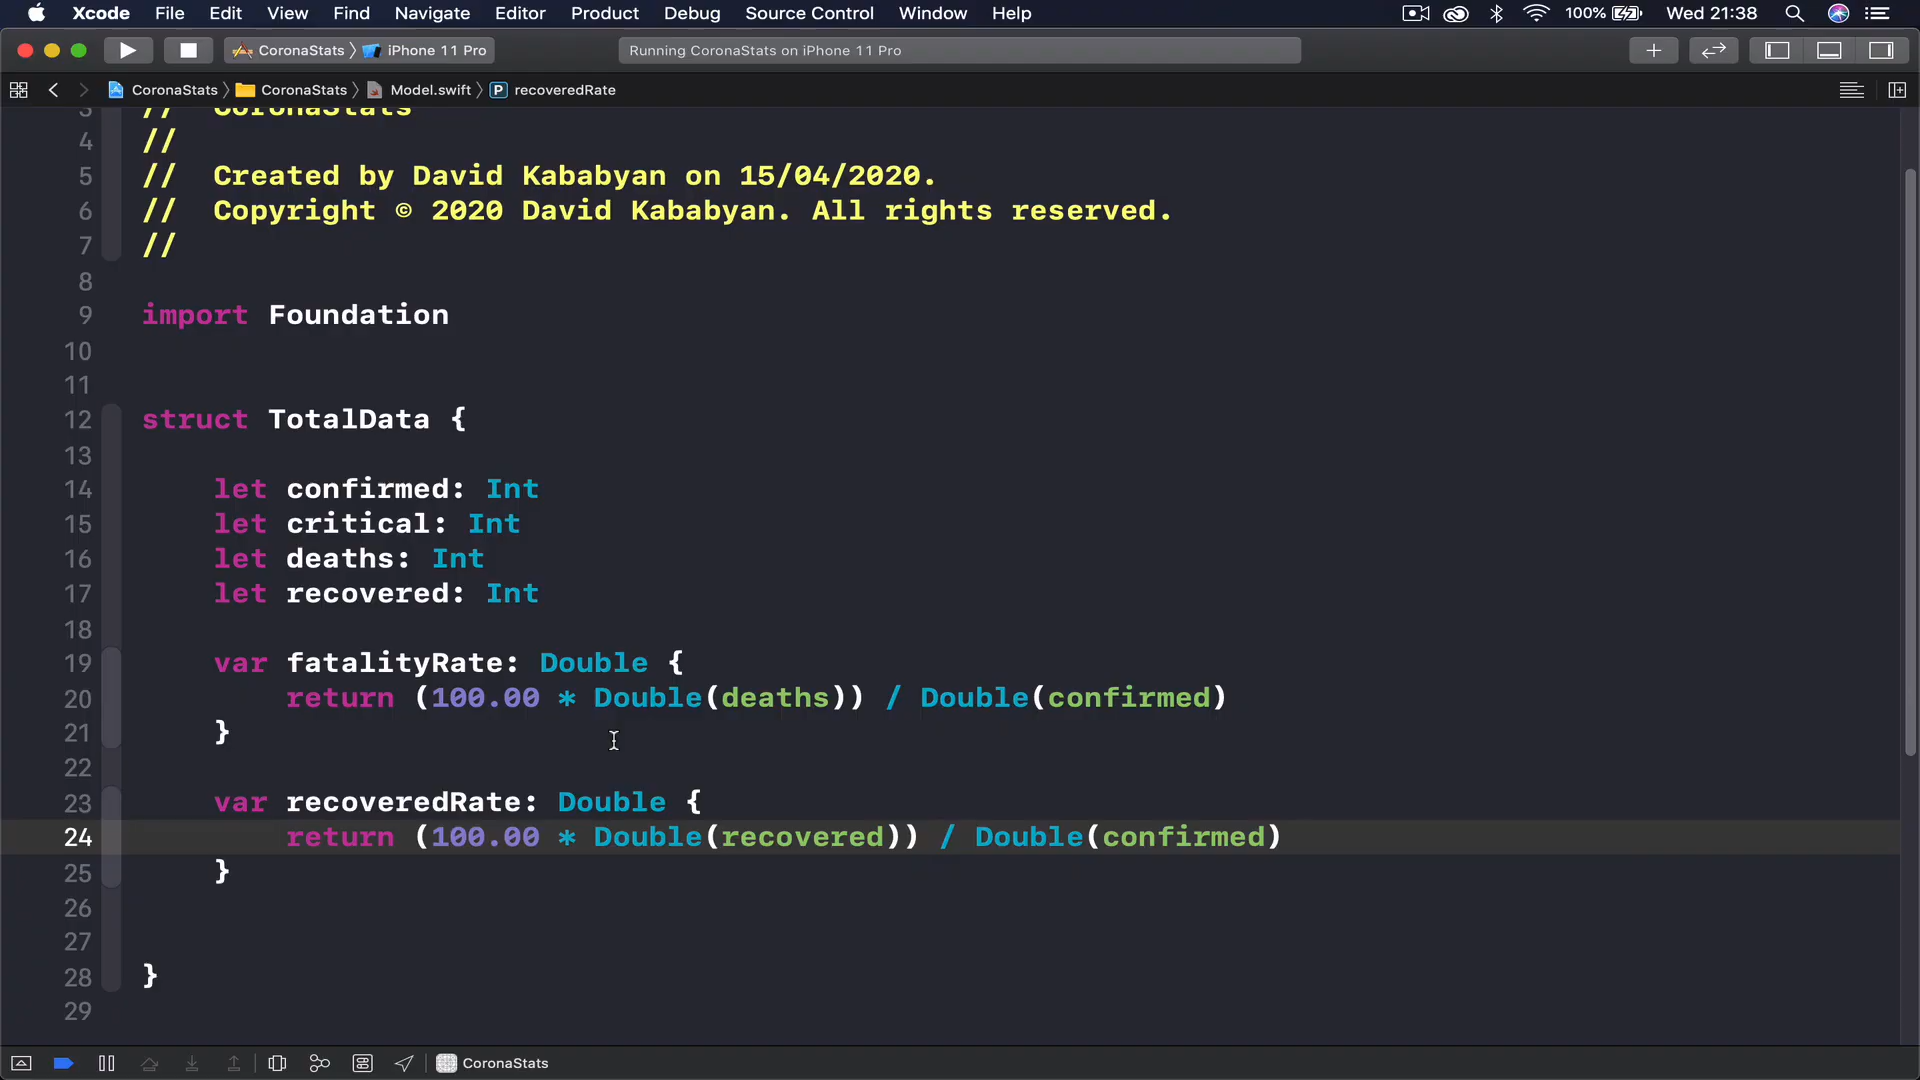 Xcode File Edit View Find Navigate Editor Product Debug Source Control Window Help 100% Wed 21:38
CoronaStats iPhone 11 Pro Running CoronaStats on iPhone 11 Pro
CoronaStats CoronaStats Model.swift P recoveredRate
3 // CoronaStats
4 //
5 // Created by David Kababyan on 15/04/2020.
6 // Copyright © 2020 David Kababyan. All rights reserved.
7 //
8
9 import Foundation
10
11
12 struct TotalData {
13
14 let confirmed: Int
15 let critical: Int
16 let deaths: Int
17 let recovered: Int
18
19 var fatalityRate: Double {
20 return (100.00 * Double(deaths)) / Double(confirmed)
21 }
22
23 var recoveredRate: Double {
24 return (100.00 * Double(recovered)) / Double(confirmed)
25 }
26
27
28 }
29
CoronaStats